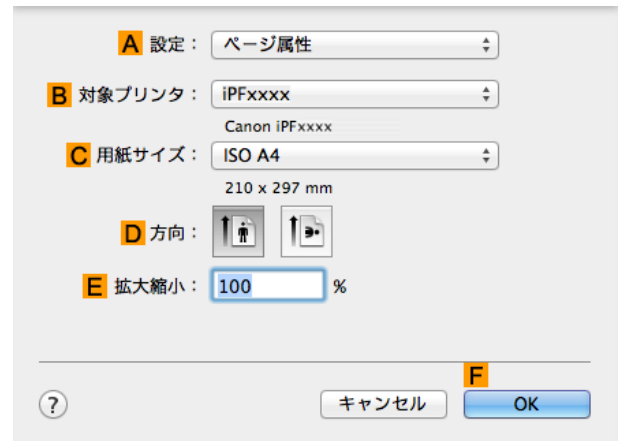 A 設定： ページ属性
B 対象プリンタ： iPFxxxx
Canon iPFxxxx
C 用紙サイズ： ISO A4
210 x 297 mm
D 方向：
E 拡大縮小： 100 %
F
? キャンセル OK